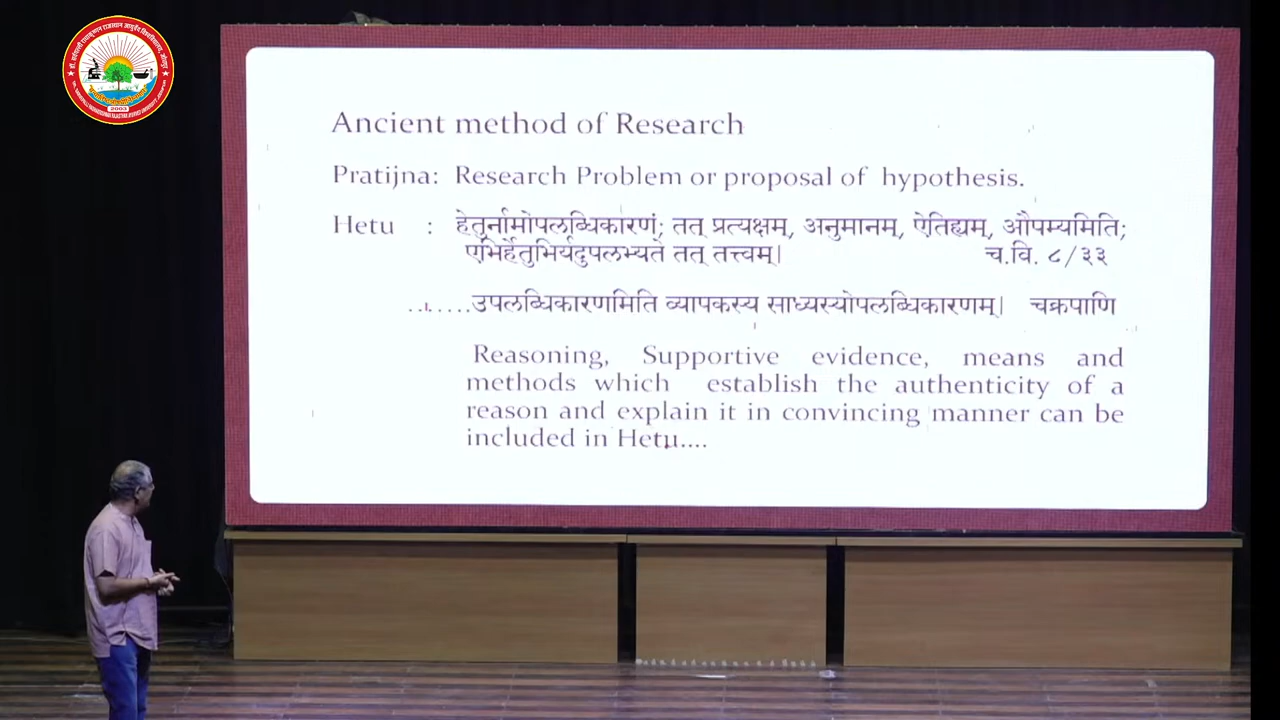 Ancient method of Research
Pratijna: Research Problem or proposal of hypothesis.
Hetu : हेतुर्नामोपलब्धिकारणं; तत् प्रत्यक्षम्, अनुमानम्, ऐतिह्यम्, औपम्यमिति;
एभिर्हेतुभिर्यदुपलभ्यते तत् तत्त्वम्। च.वि. ८/३३
.......उपलब्धिकारणमिति व्यापकस्य साध्यस्योपलब्धिकारणम्। चक्रपाणि
Reasoning, Supportive evidence, means and
methods which establish the authenticity of a
reason and explain it in convincing manner can be
included in Hetu....
2003